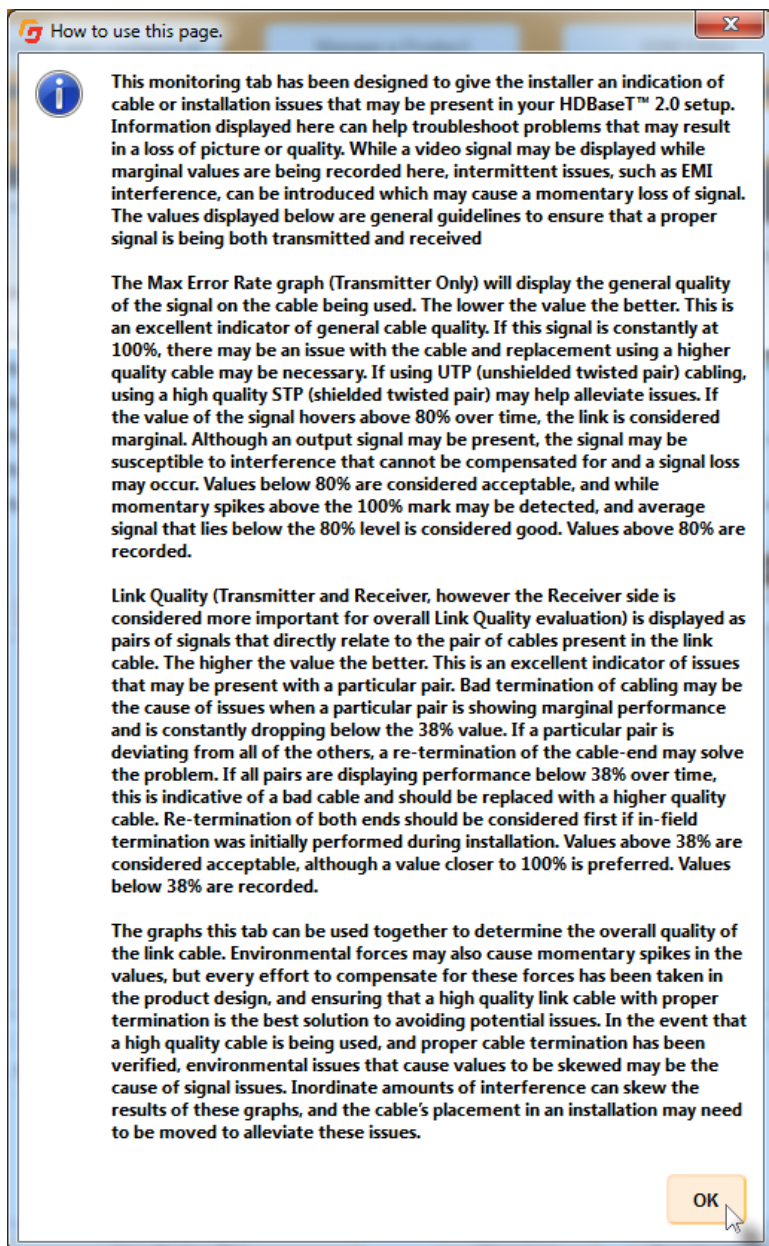 How to use this page.
This monitoring tab has been designed to give the installer an indication of
cable or installation issues that may be present in your HDBaseT™ 2.0 setup.
Information displayed here can help troubleshoot problems that may result
in a loss of picture or quality. While a video signal may be displayed while
marginal values are being recorded here, intermittent issues, such as EMI
interference, can be introduced which may cause a momentary loss of signal.
The values displayed below are general guidelines to ensure that a proper
signal is being both transmitted and received
The Max Error Rate graph (Transmitter Only) will display the general quality
of the signal on the cable being used. The lower the value the better. This is
an excellent indicator of general cable quality. If this signal is constantly at
100%, there may be an issue with the cable and replacement using a higher
quality cable may be necessary. If using UTP (unshielded twisted pair) cabling,
using a high quality STP (shielded twisted pair) may help alleviate issues. If
the value of the signal hovers above 80% over time, the link is considered
marginal. Although an output signal may be present, the signal may be
susceptible to interference that cannot be compensated for and a signal loss
may occur. Values below 80% are considered acceptable, and while
momentary spikes above the 100% mark may be detected, and average
signal that lies below the 80% level is considered good. Values above 80% are
recorded.
Link Quality (Transmitter and Receiver, however the Receiver side is
considered more important for overall Link Quality evaluation) is displayed as
pairs of signals that directly relate to the pair of cables present in the link
cable. The higher the value the better. This is an excellent indicator of issues
that may be present with a particular pair. Bad termination of cabling may be
the cause of issues when a particular pair is showing marginal performance
and is constantly dropping below the 38% value. If a particular pair is
deviating from all of the others, a re-termination of the cable-end may solve
the problem. If all pairs are displaying performance below 38% over time,
this is indicative of a bad cable and should be replaced with a higher quality
cable. Re-termination of both ends should be considered first if in-field
termination was initially performed during installation. Values above 38% are
considered acceptable, although a value closer to 100% is preferred. Values
below 38% are recorded.
The graphs this tab can be used together to determine the overall quality of
the link cable. Environmental forces may also cause momentary spikes in the
values, but every effort to compensate for these forces has been taken in
the product design, and ensuring that a high quality link cable with proper
termination is the best solution to avoiding potential issues. In the event that
a high quality cable is being used, and proper cable termination has been
verified, environmental issues that cause values to be skewed may be the
cause of signal issues. Inordinate amounts of interference can skew the
results of these graphs, and the cable's placement in an installation may need
to be moved to alleviate these issues.
OK